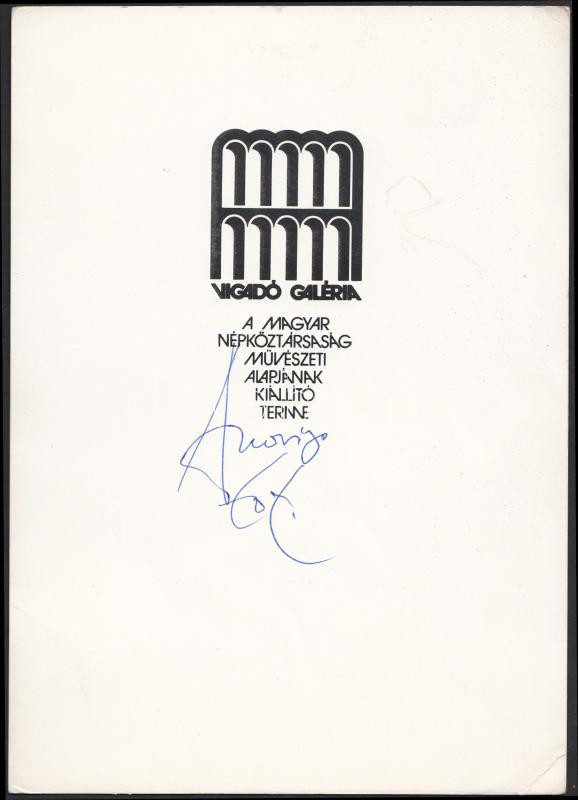 VIGADÓ GALÉRIA
A MAGYAR
NÉPKÖZTÁRSASÁG
MŰVÉSZETI
ALAPJÁNAK
KIÁLLÍTÓ
TERME